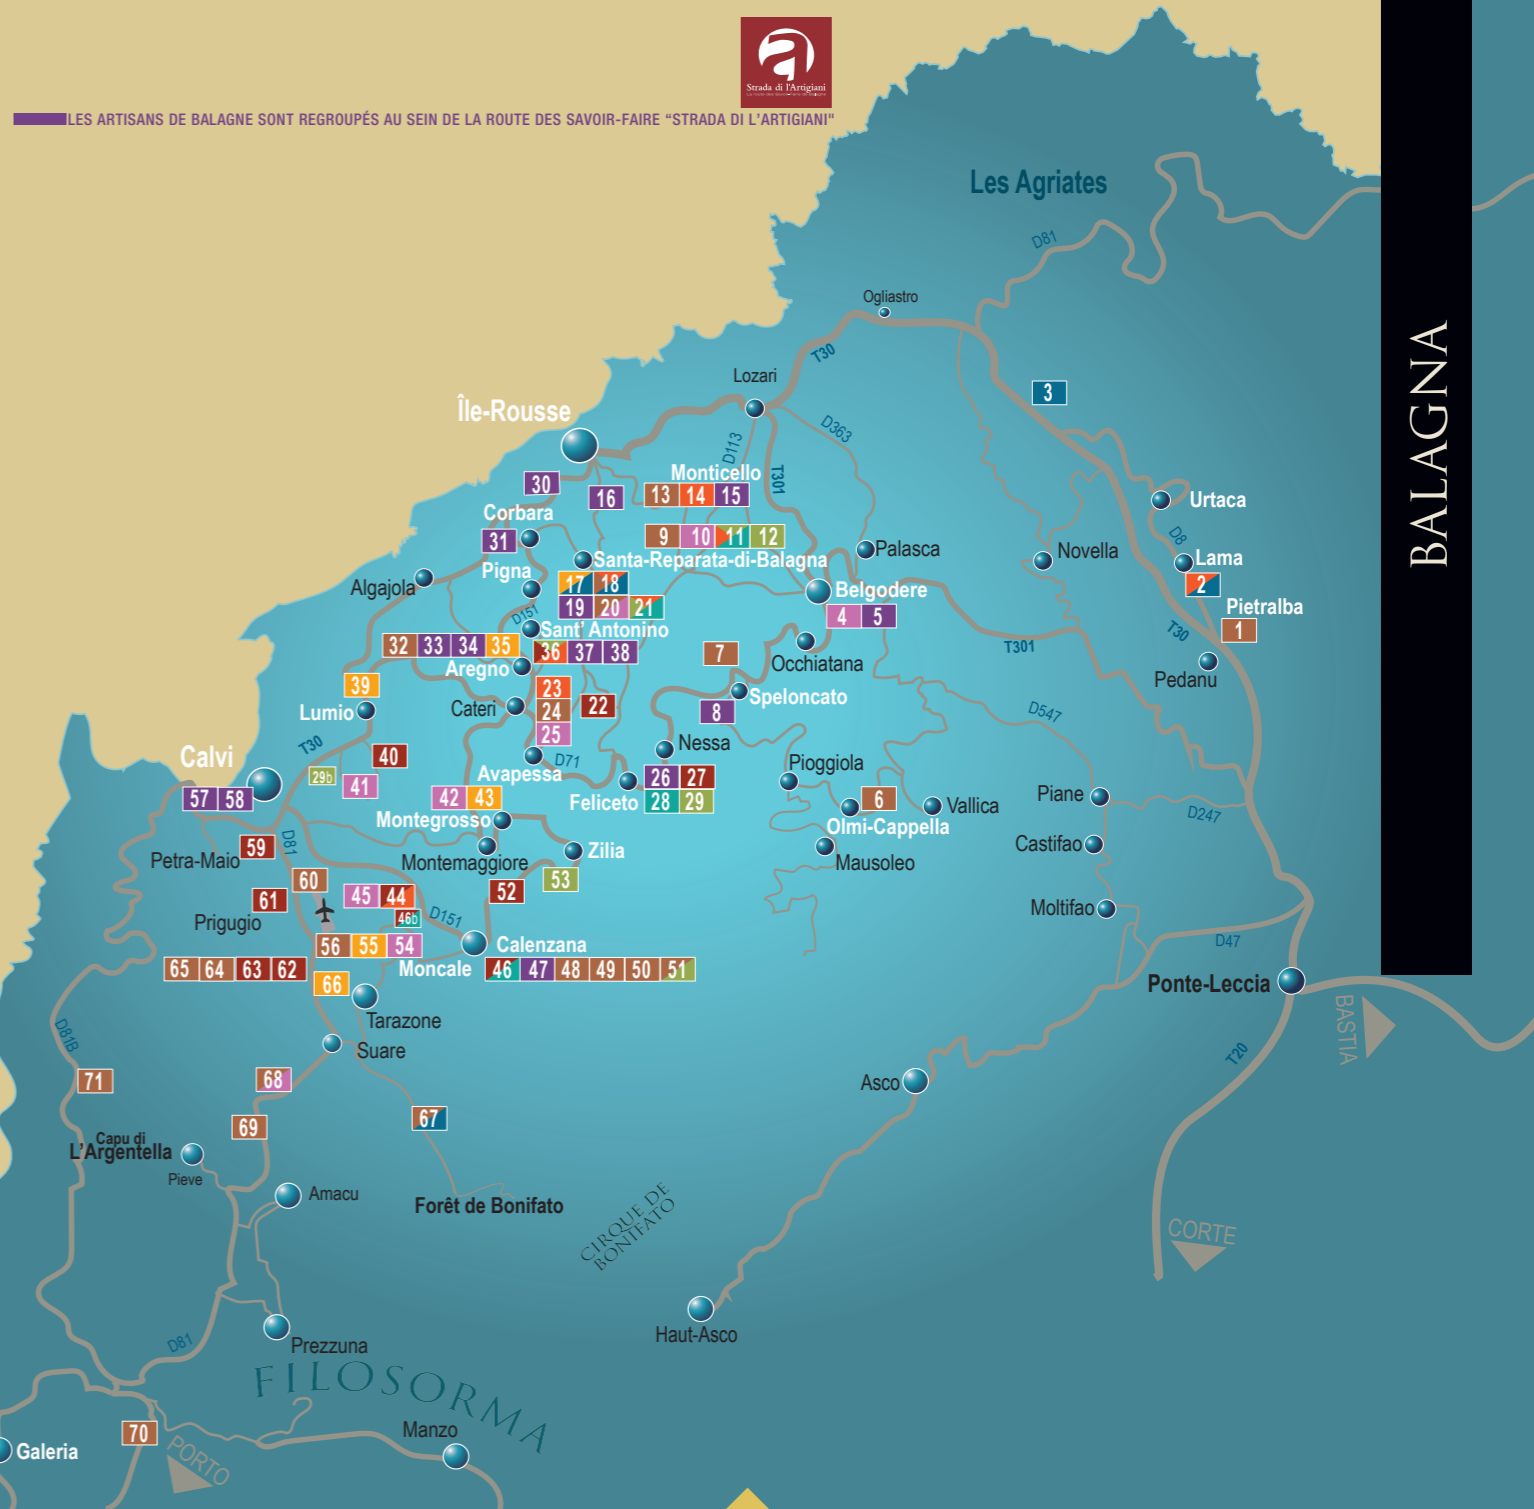 Strada di l'Artigiani
LES ARTISANS DE BALAGNE SONT REGROUPÉS AU SEIN DE LA ROUTE DES SAVOIR-FAIRE “STRADA DI L'ARTIGIANI"
BALAGNA
Les Agriates
D81
Ogliastro
T30
Lozari
3
Île-Rousse
D363
D113
T301
Monticello
30
16
13 14 15
Corbara
31
9 10 11 12
Urtaca
D8
Santa-Reparata-di-Balagna
Palasca
Novella
Lama
2
Pigna
Algajola
17 18
Belgodere
19 20 21
4 5
Pietralba
1
D151
Sant' Antonino
T30
T301
32 33 34 35
36 37 38
7
Occhiatana
Aregno
Pedanu
39
23
Speloncato
Lumio
Cateri
24
22
8
D547
25
T30
Nessa
Calvi
40
D71
Pioggiola
29b
41
Avapessa
26 27
57 58
42 43
Feliceto
28 29
6
Vallica
Piane
Montegrosso
Olmi-Cappella
D247
D81
59
Petra-Maio
Montemaggiore
Zilia
Mausoleo
Castifao
60
53
61
45 44
52
Prigugio
46b
D151
Moltifao
56 55 54
Calenzana
D47
65 64 63 62
Moncale
46 47 48 49 50 51
66
Ponte-Leccia
Tarazone
D81B
BASTIA
Suare
T20
71
68
Asco
67
69
Capu di
L'Argentella
Pieve
Amacu
Forêt de Bonifato
CIRQUE DE
BONIFATO
CORTE
Haut-Asco
D81
Prezzuna
FILOSORMA
70
Manzo
Galeria
PORTO